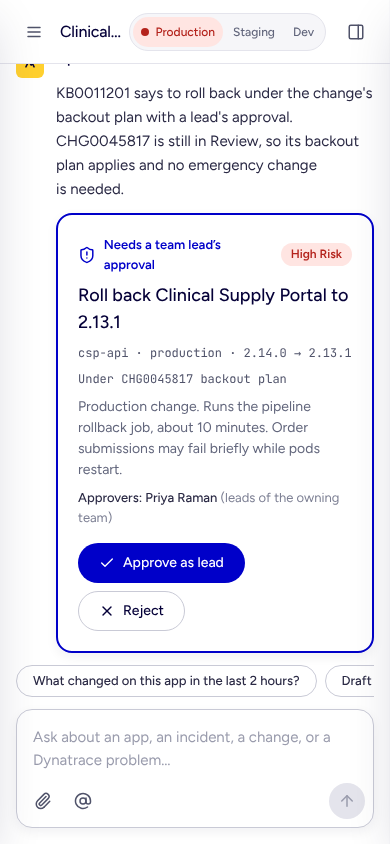 Clinical...
Production
Staging
Dev
KB0011201 says to roll back under the change's
backout plan with a lead's approval.
CHG0045817 is still in Review, so its backout
plan applies and no emergency change
is needed.
Needs a team lead’s
approval
High Risk
Roll back Clinical Supply Portal to
2.13.1
csp-api · production · 2.14.0 → 2.13.1
Under CHG0045817 backout plan
Production change. Runs the pipeline
rollback job, about 10 minutes. Order
submissions may fail briefly while pods
restart.
Approvers: Priya Raman (leads of the owning
team)
Approve as lead
Reject
What changed on this app in the last 2 hours?
Draft
Ask about an app, an incident, a change, or a
Dynatrace problem…